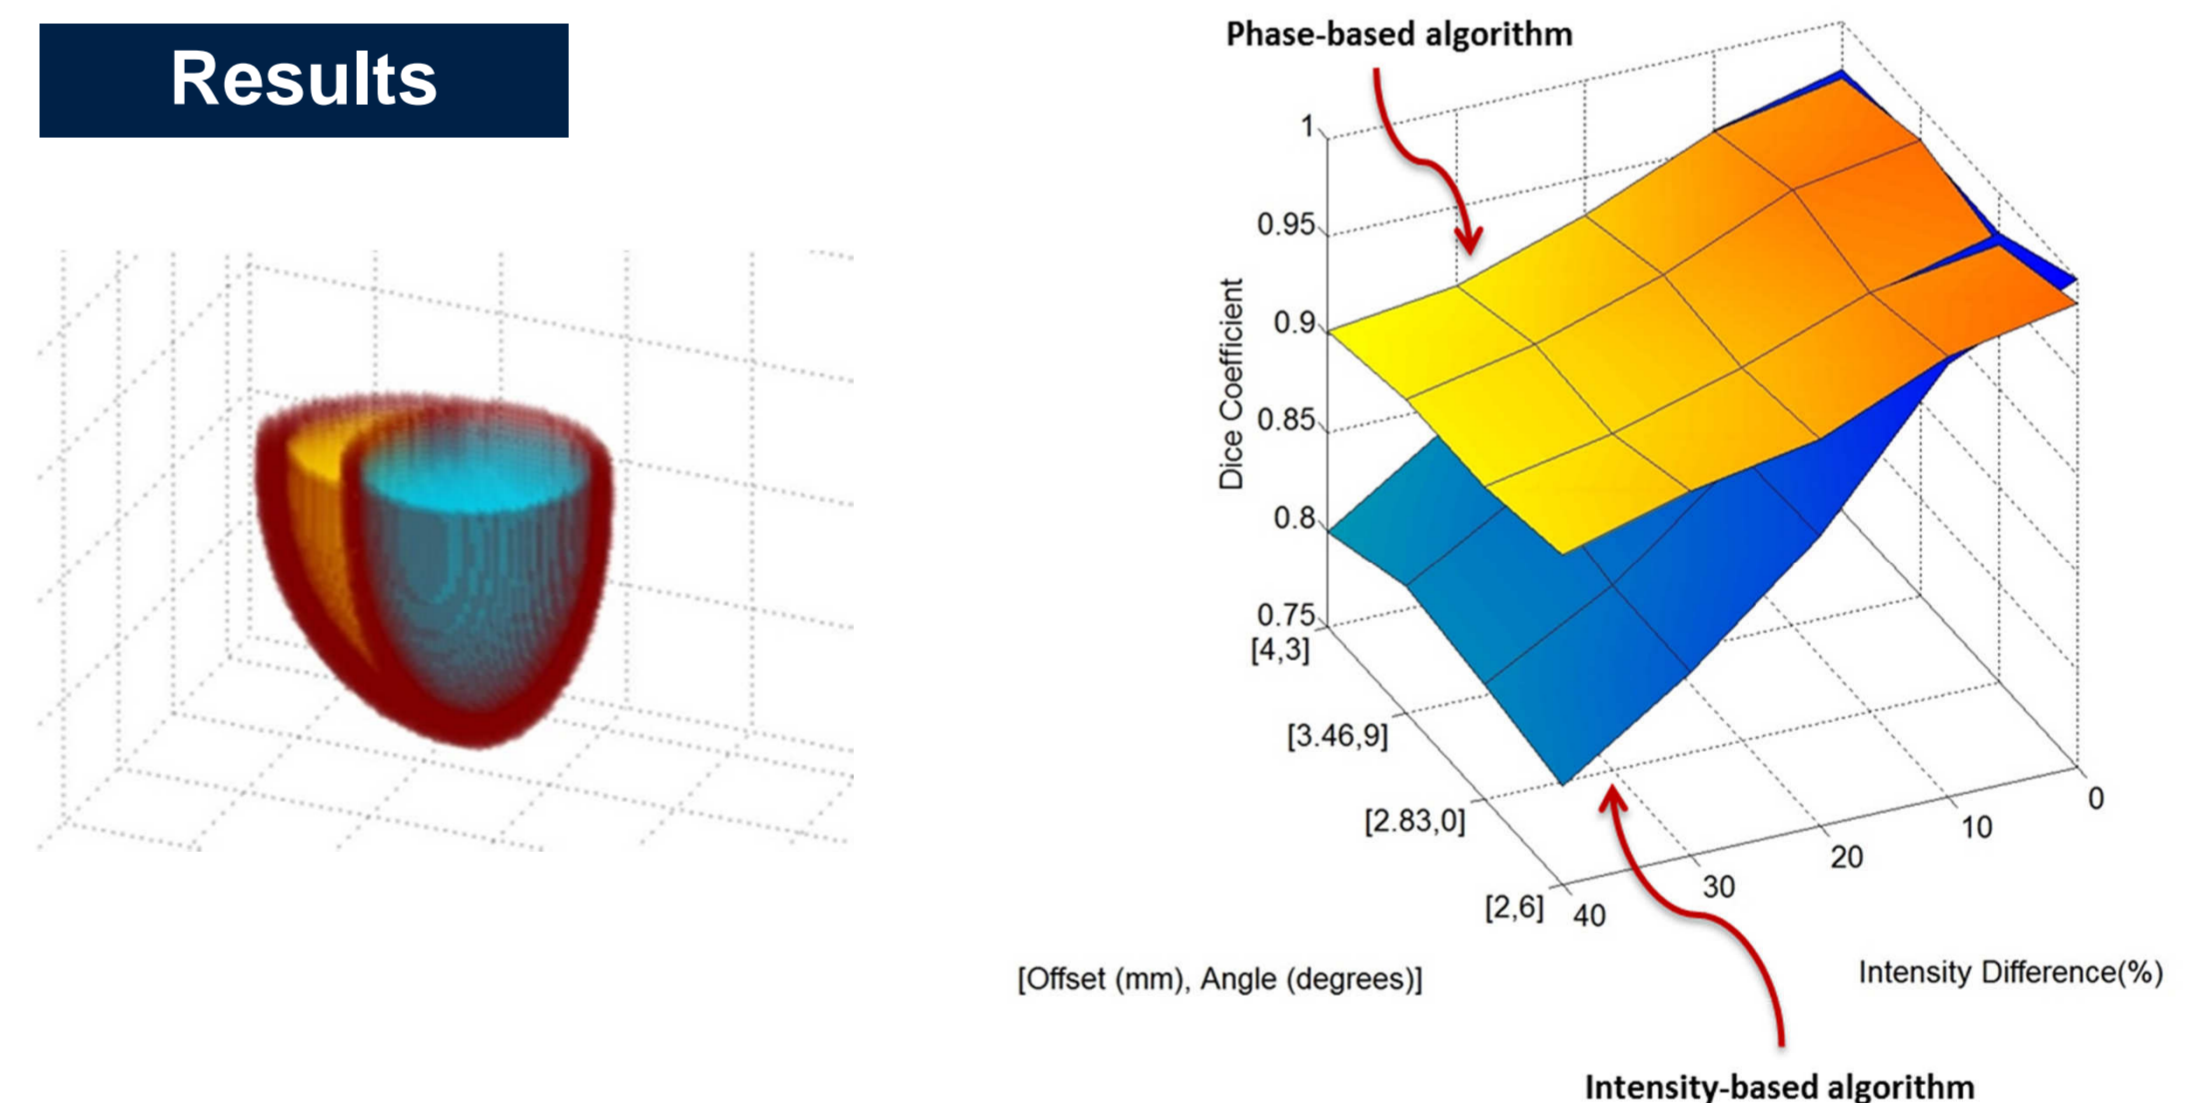 Results
Phase-based algorithm
1
0.95
0.9
0.85
0.8
0.75
Dice Coefficient
[4,3]
[3.46,9]
[2.83,0]
[2,6]
40
30
20
10
0
[Offset (mm), Angle (degrees)]
Intensity Difference(%)
Intensity-based algorithm